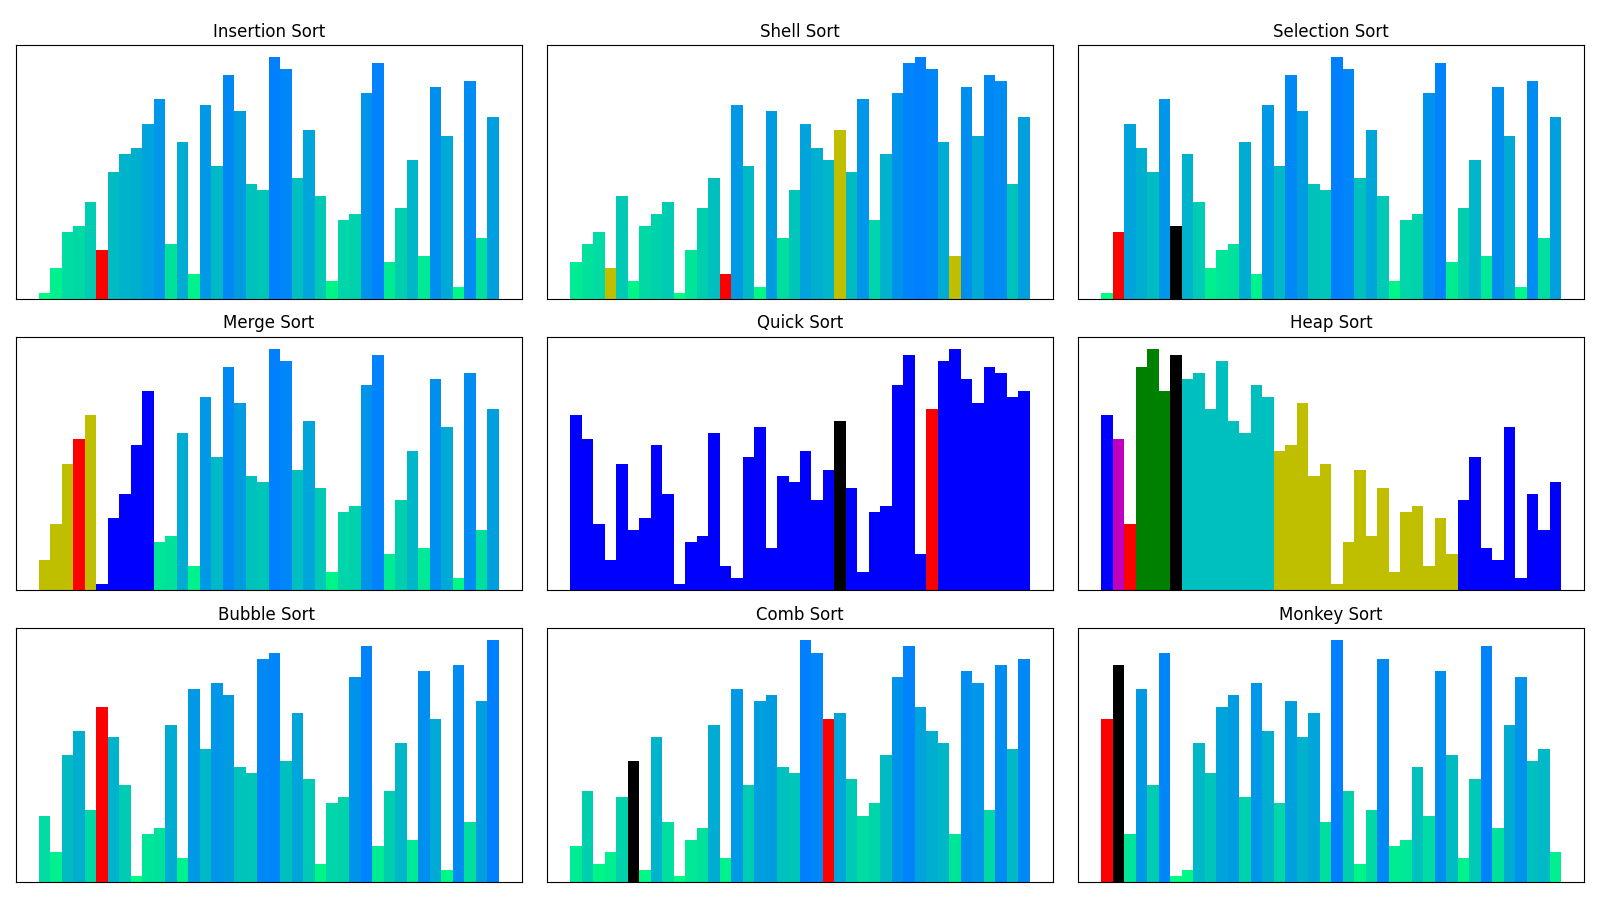 Insertion Sort
Shell Sort
Selection Sort
Merge Sort
Quick Sort
Heap Sort
Bubble Sort
Comb Sort
Monkey Sort